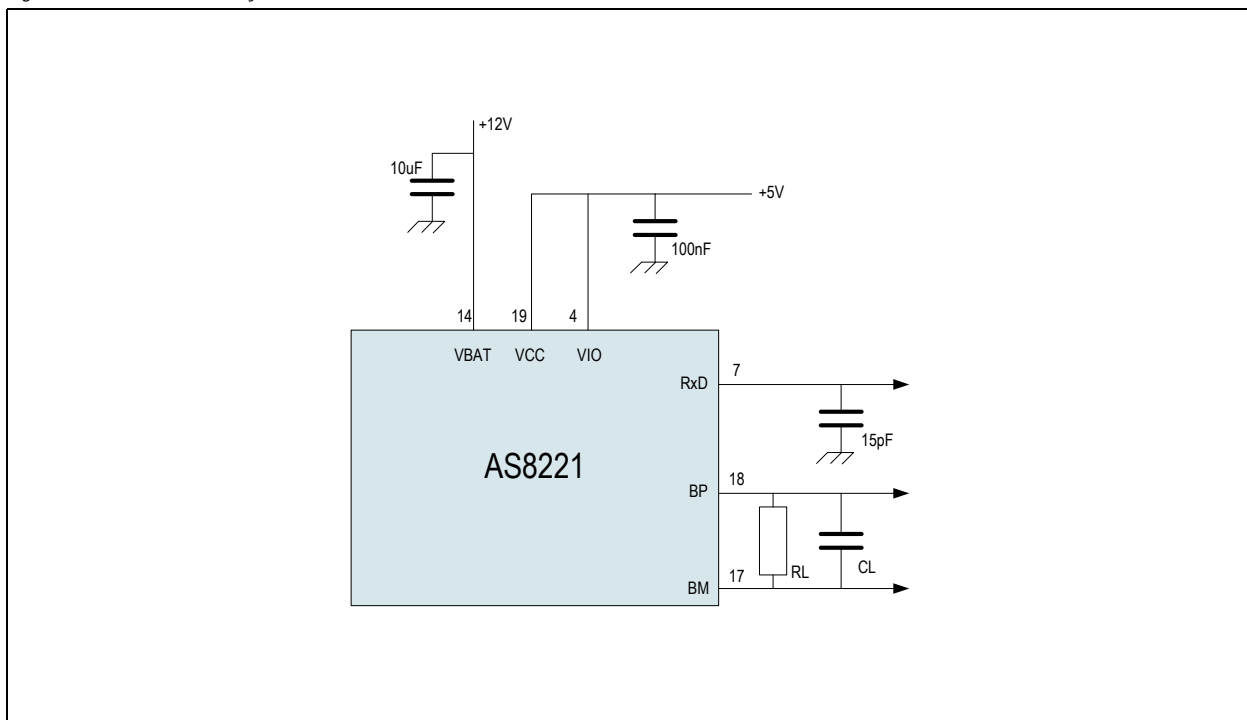 +12V
10uF
+5V
100nF
14 19 4
VBAT VCC VIO
RxD 7
15pF
AS8221
BP 18
RL CL
BM 17